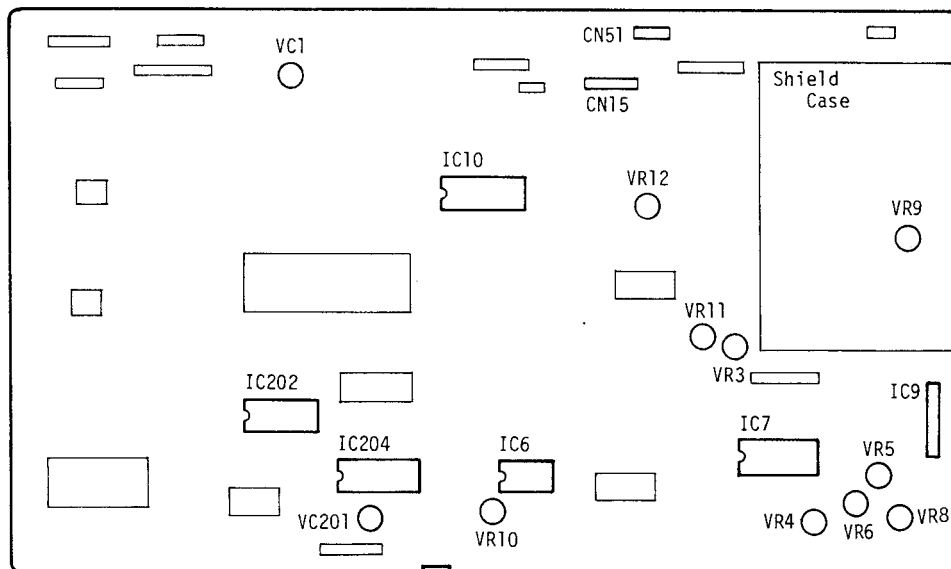 CN51
VC1
Shield
Case
CN15
IC10
VR12
VR9
VR11
VR3
IC202
IC9
IC7
IC204
IC6
VR5
VC201
VR10
VR4
VR6
VR8